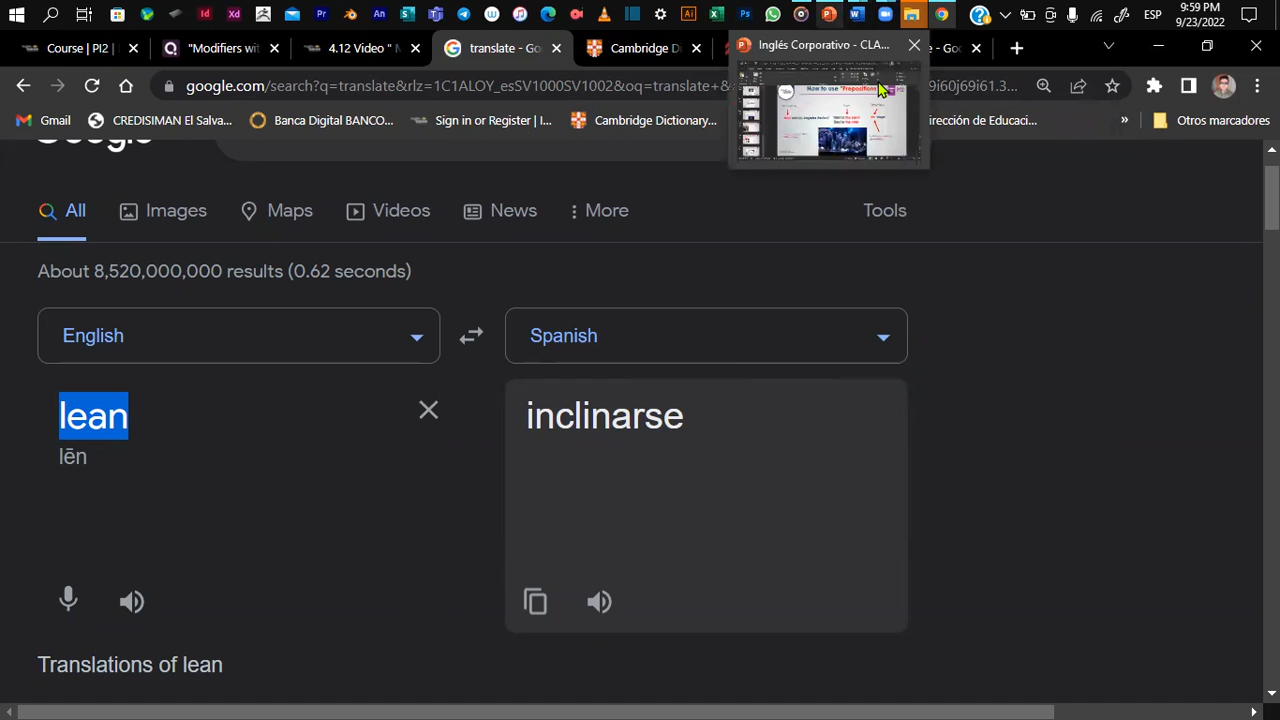 ESP
9:59 PM
9/23/2022
Course | PI2 |
"Modifiers wit
4.12 Video "
translate - Go
Cambridge D
Inglés Corporativo - CLA...
google.com/search?q=translate&rlz=1C1ALOY_esSV1000SV1002&oq=translate+&
9i60j69i61.3...
Gmail
CREDISIMAN El Salva...
Banca Digital BANCO...
Sign in or Register | I...
Cambridge Dictionary...
irección de Educaci...
»
Otros marcadores
How to use "Prepositions
All
Images
Maps
Videos
News
More
Tools
About 8,520,000,000 results (0.62 seconds)
English
Spanish
lean
inclinarse
lēn
Translations of lean